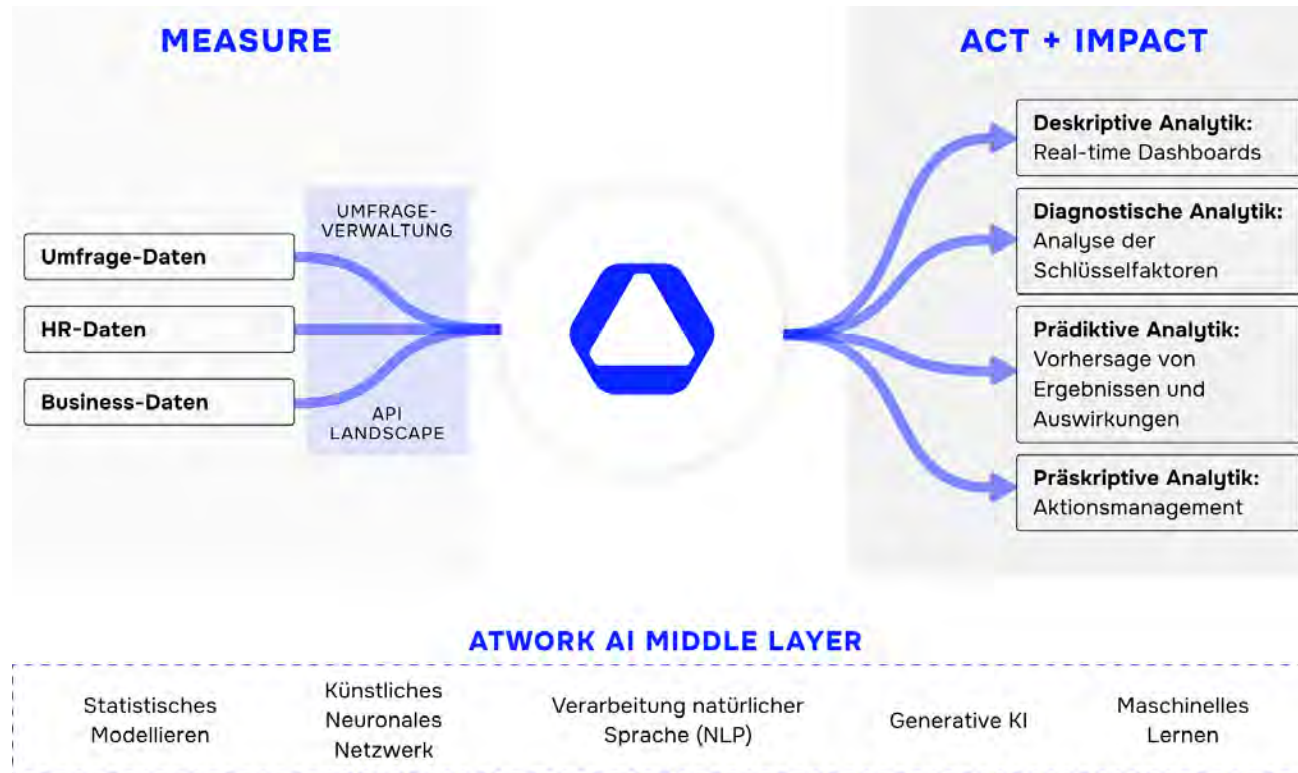 MEASURE
UMFRAGE-
VERWALTUNG
Umfrage-Daten
HR-Daten
Business-Daten
API
LANDSCAPE
ACT + IMPACT
Deskriptive Analytik:
Real-time Dashboards
Diagnostische Analytik:
Analyse der
Schlüsselfaktoren
Prädiktive Analytik:
Vorhersage von
Ergebnissen und
Auswirkungen
Präskriptive Analytik:
Aktionsmanagement
ATWORK AI MIDDLE LAYER
Statistisches
Modellieren
Künstliches
Neuronales
Netzwerk
Verarbeitung natürlicher
Sprache (NLP)
Generative KI
Maschinelles
Lernen